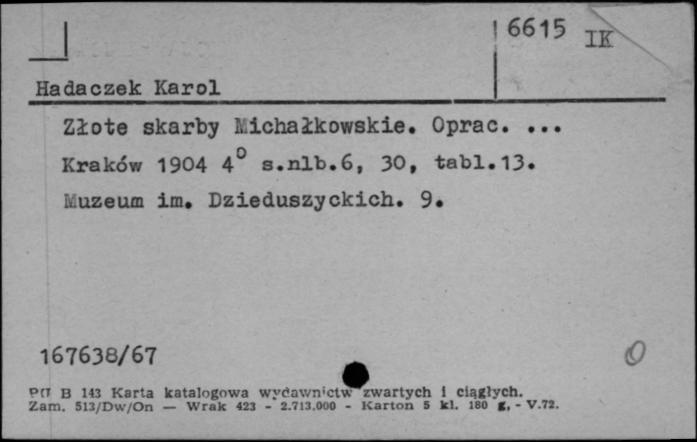 6615 IK
Hadaczek Karol
Złote skarby Michałkowskie. Oprac. ...
Kraków 1904 4° s.nlb.6, 30, tabl.13.
Muzeum im. Dzieduszyckich. 9.
167638/67
0
Pu B 143 Karta katalogowa wydawnictw zwartych i ciągłych.
Zam. 513/Dw/On — Wrak 423 - 2.713.000 - Karton 5 kl. 180 g, - V.72.